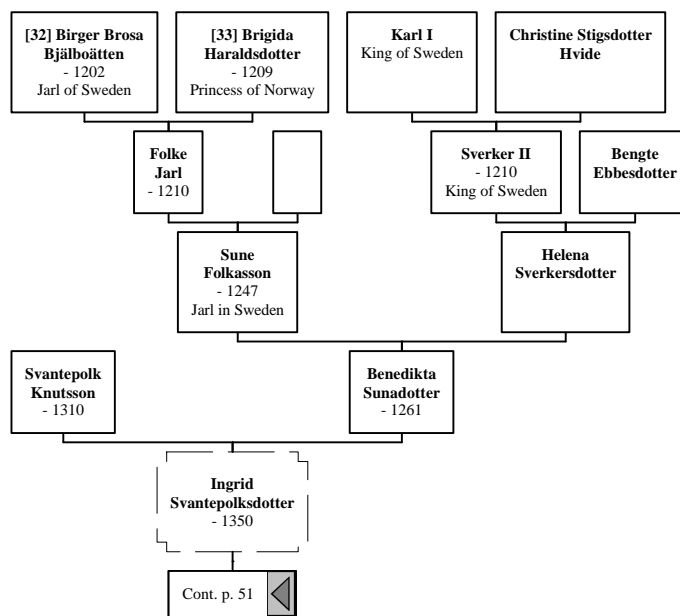 [32] Birger Brosa
Bjälboätten
- 1202
Jarl of Sweden
[33] Brigida
Haraldsdotter
- 1209
Princess of Norway
Karl I
King of Sweden
Christine Stigsdotter
Hvide
Folke
Jarl
- 1210
Sverker II
- 1210
King of Sweden
Bengte
Ebbesdotter
Sune
Folkasson
- 1247
Jarl in Sweden
Helena
Sverkersdotter
Svantepolk
Knutsson
- 1310
Benedikta
Sunadotter
- 1261
Ingrid
Svantepolksdotter
- 1350
Cont. p. 51